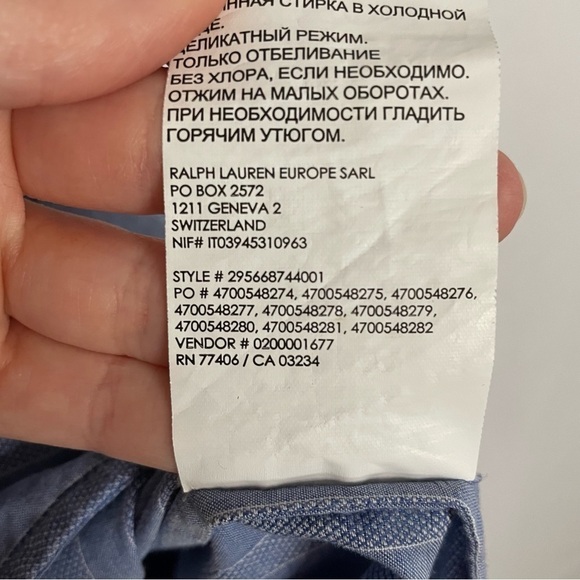 СТИРКА В ХОЛОДНОЙ
ДЕЛИКАТНЫЙ РЕЖИМ.
ТОЛЬКО ОТБЕЛИВАНИЕ
БЕЗ ХЛОРА, ЕСЛИ НЕОБХОДИМО.
ОТЖИМ НА МАЛЫХ ОБОРОТАХ.
ПРИ НЕОБХОДИМОСТИ ГЛАДИТЬ
ГОРЯЧИМ УТЮГОМ.
RALPH LAUREN EUROPE SARL
PO BOX 2572
1211 GENEVA 2
SWITZERLAND
NIF# IT03945310963
STYLE # 295668744001
PO # 4700548274, 4700548275, 4700548276,
4700548277, 4700548278, 4700548279,
4700548280, 4700548281, 4700548282
VENDOR # 0200001677
RN 77406 / CA 03234